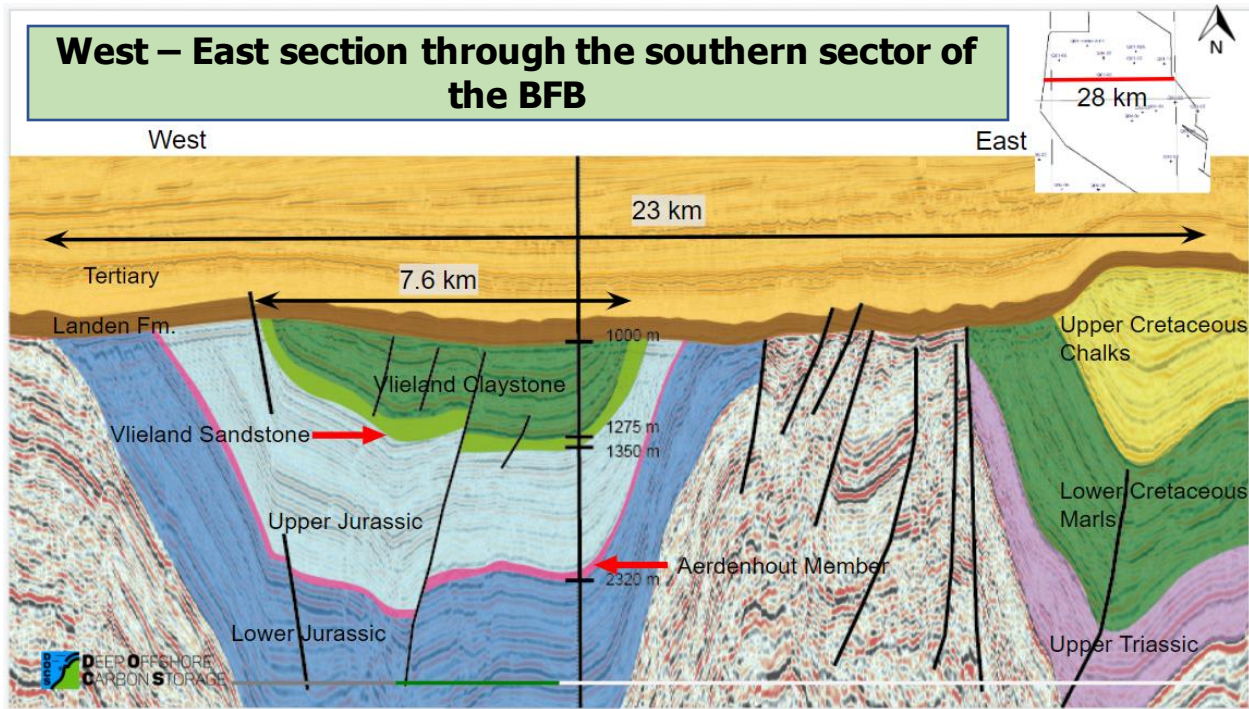 West – East section through the southern sector of
the BFB
N
28 km
West
East
23 km
7.6 km
Tertiary
Landen Fm.
1000 m
Upper Cretaceous
Chalks
Vlieland Claystone
Vlieland Sandstone
1275 m
1350 m
Upper Jurassic
Lower Cretaceous
Marls
Aerdenhout Member
2320 m
Lower Jurassic
Upper Triassic
DOCS
DEEP OFFSHORE
CARBON STORAGE